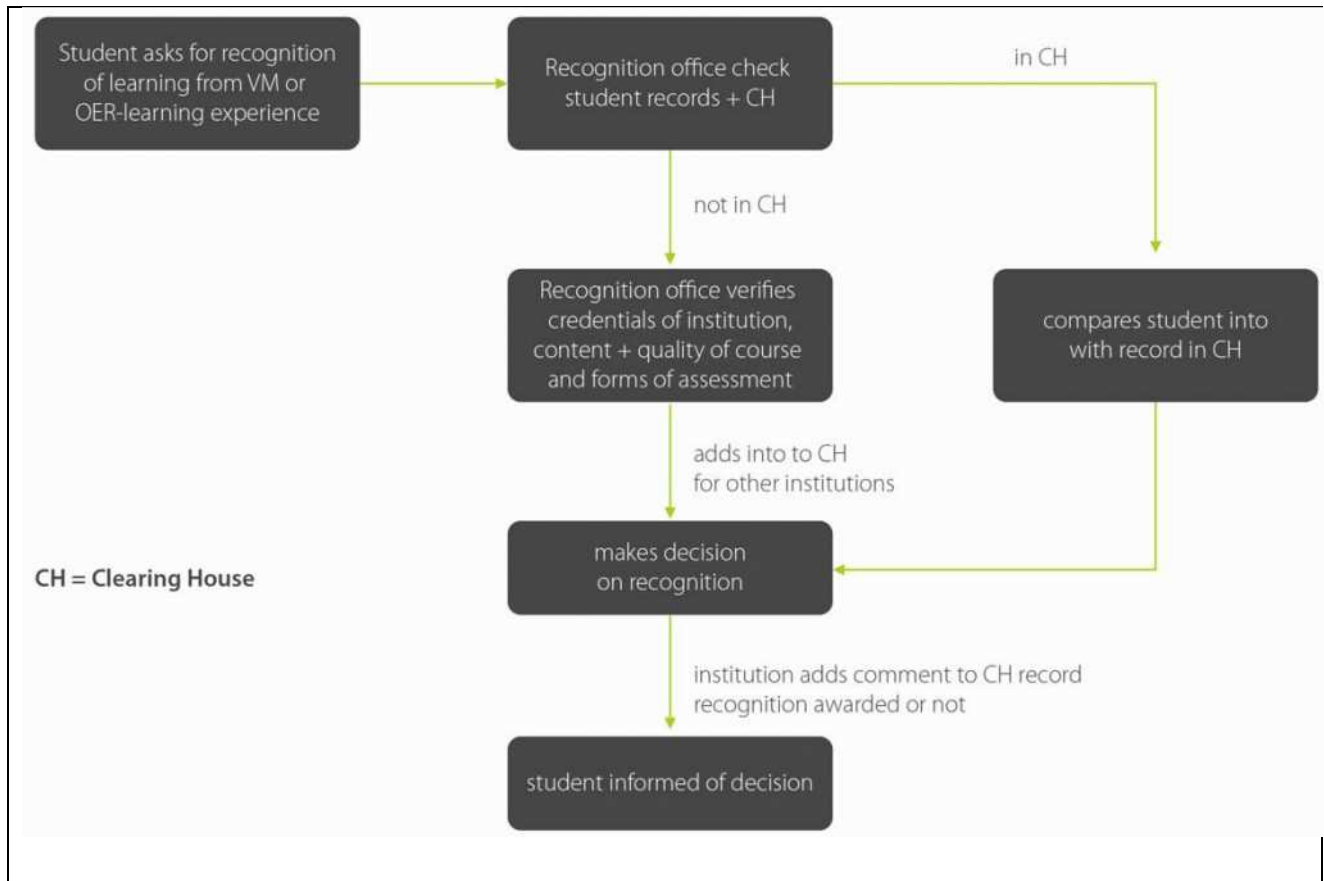 Student asks for recognition
of learning from VM or
OER-learning experience
Recognition office check
student records + CH
in CH
not in CH
Recognition office verifies
credentials of institution,
content + quality of course
and forms of assessment
compares student into
with record in CH
adds into to CH
for other institutions
makes decision
on recognition
CH = Clearing House
institution adds comment to CH record
recognition awarded or not
student informed of decision